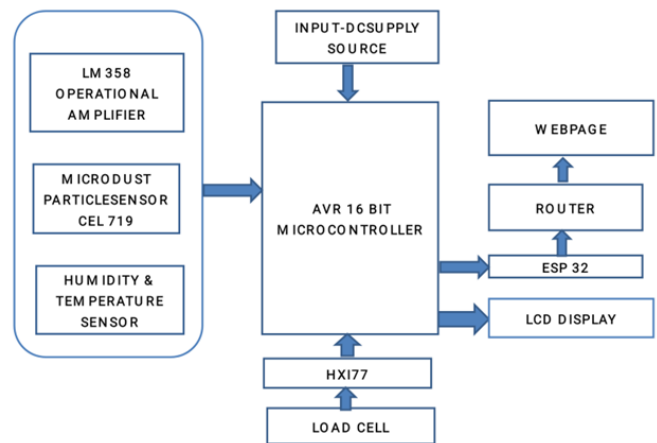 INPUT-DCSUPPLY
SOURCE
LM 358
OPERATIONAL
AMPLIFIER
MICRODUST
PARTICLESENSOR
CEL 719
HUMIDITY &
TEMPERATURE
SENSOR
AVR 16 BIT
MICROCONTROLLER
WEBPAGE
ROUTER
ESP 32
LCD DISPLAY
HXI77
LOAD CELL